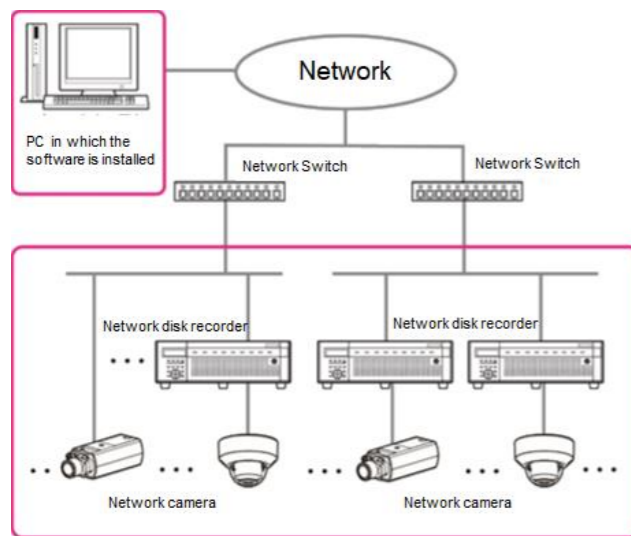 Network
PC in which the
software is installed
Network Switch
Network Switch
Network disk recorder
Network disk recorder
Network camera
Network camera